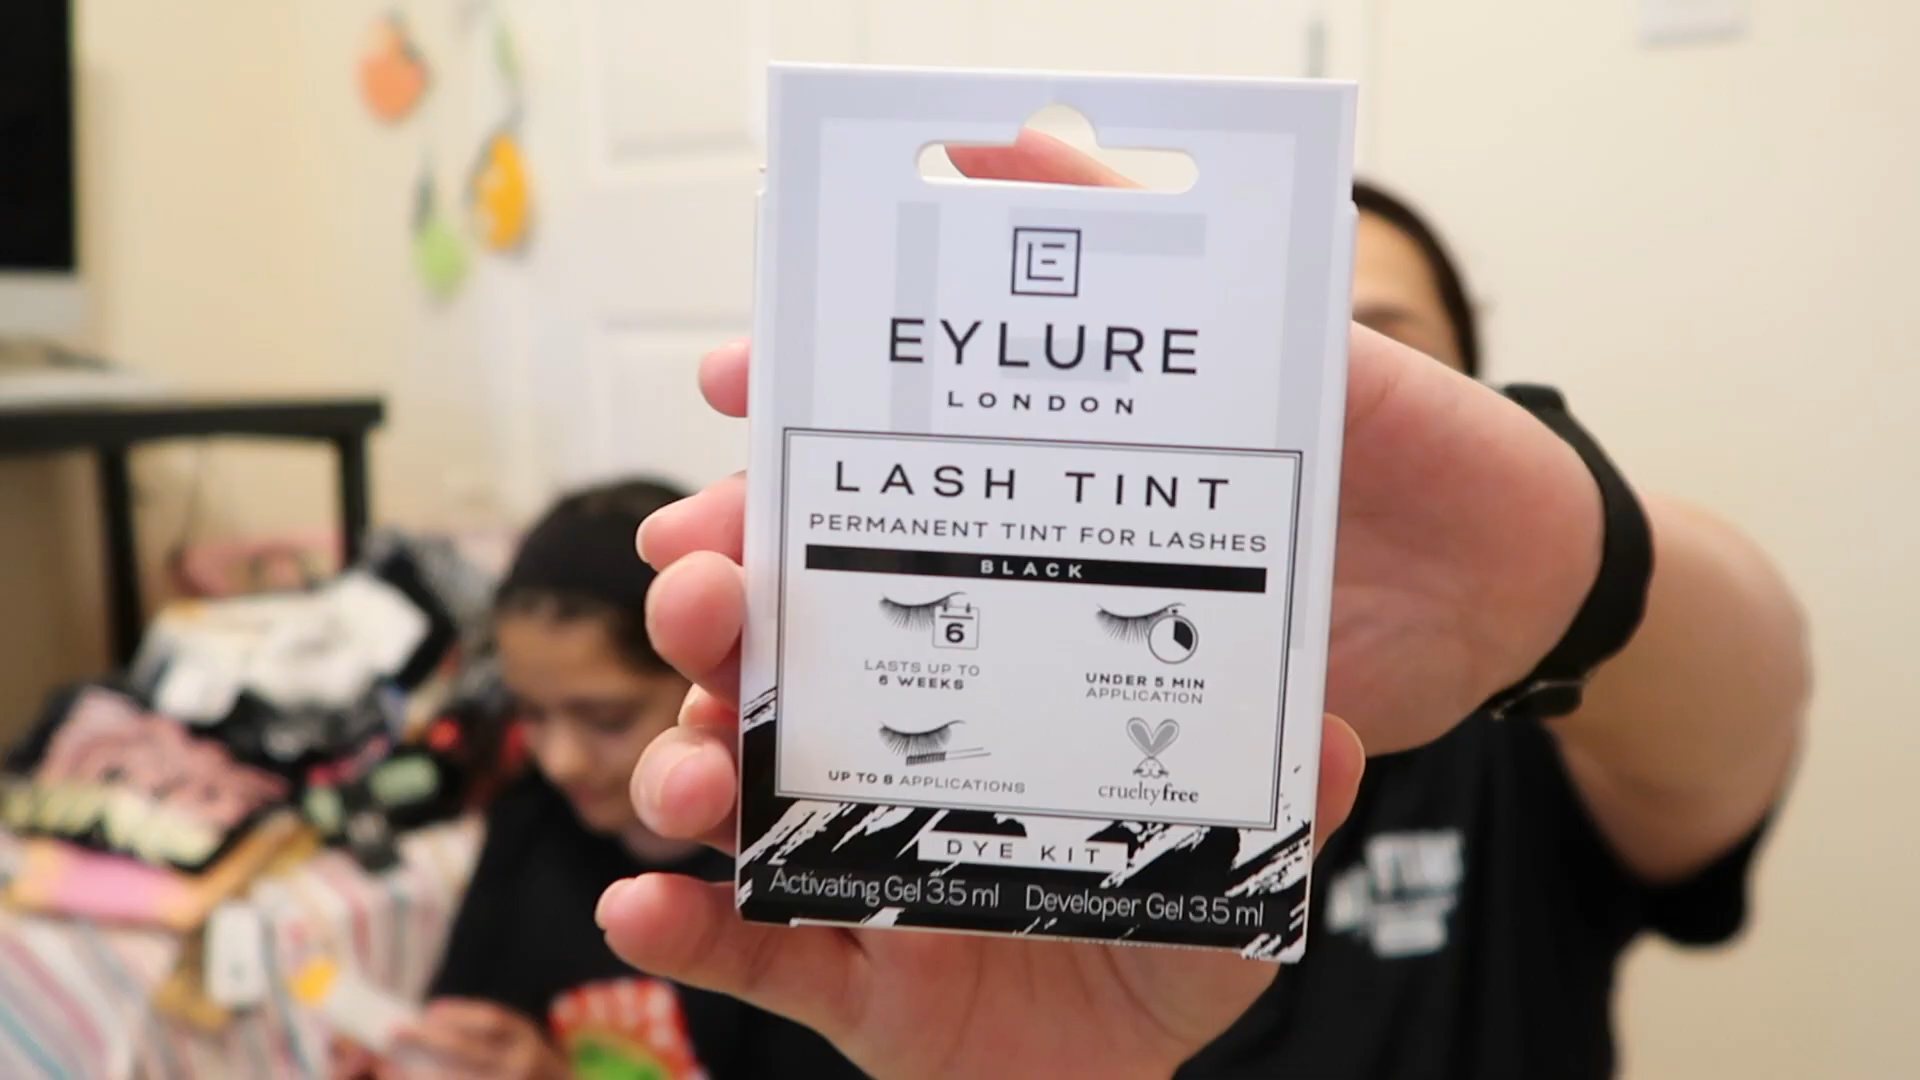 EYLURE
LONDON
LASH TINT
PERMANENT TINT FOR LASHES
BLACK
6
LASTS UP TO
6 WEEKS
UNDER 5 MIN
APPLICATION
UP TO 8 APPLICATIONS
crueltyfree
DYE KIT
Activating Gel 3.5 ml Developer Gel 3.5 ml